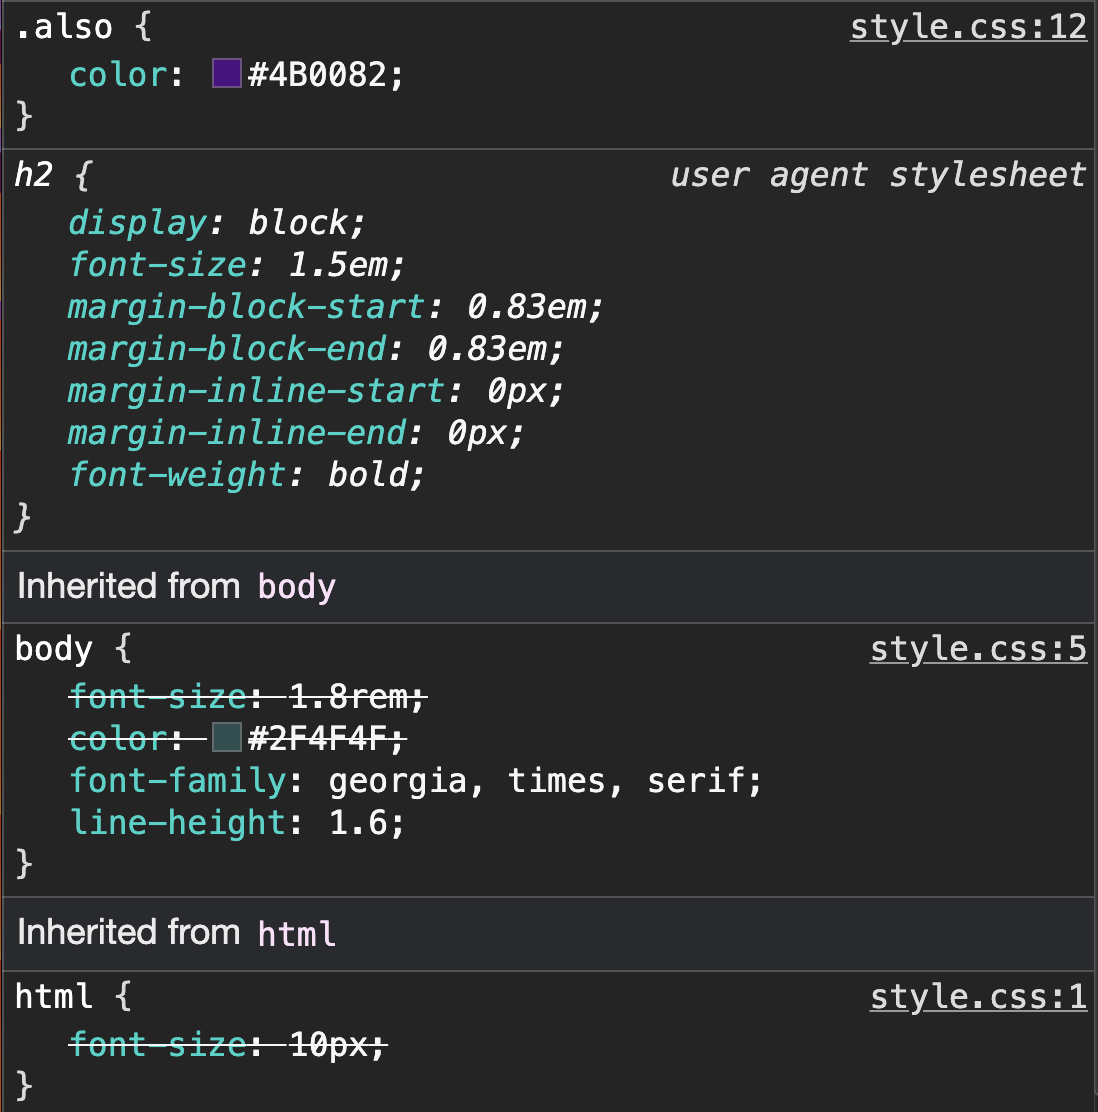 .also { style.css:12
color: #4B0082;
}
h2 { user agent stylesheet
display: block;
font-size: 1.5em;
margin-block-start: 0.83em;
margin-block-end: 0.83em;
margin-inline-start: 0px;
margin-inline-end: 0px;
font-weight: bold;
}
Inherited from body
body { style.css:5
font-size: 1.8rem;
color: #2F4F4F;
font-family: georgia, times, serif;
line-height: 1.6;
}
Inherited from html
html { style.css:1
font-size: 10px;
}